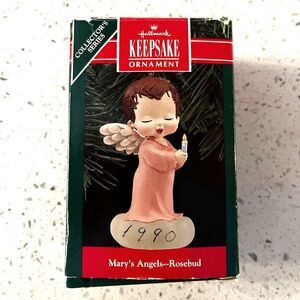 COLLECTOR'S
SERIES
Hallmark
KEEPSAKE
ORNAMENT
1990
Mary's Angels~Rosebud